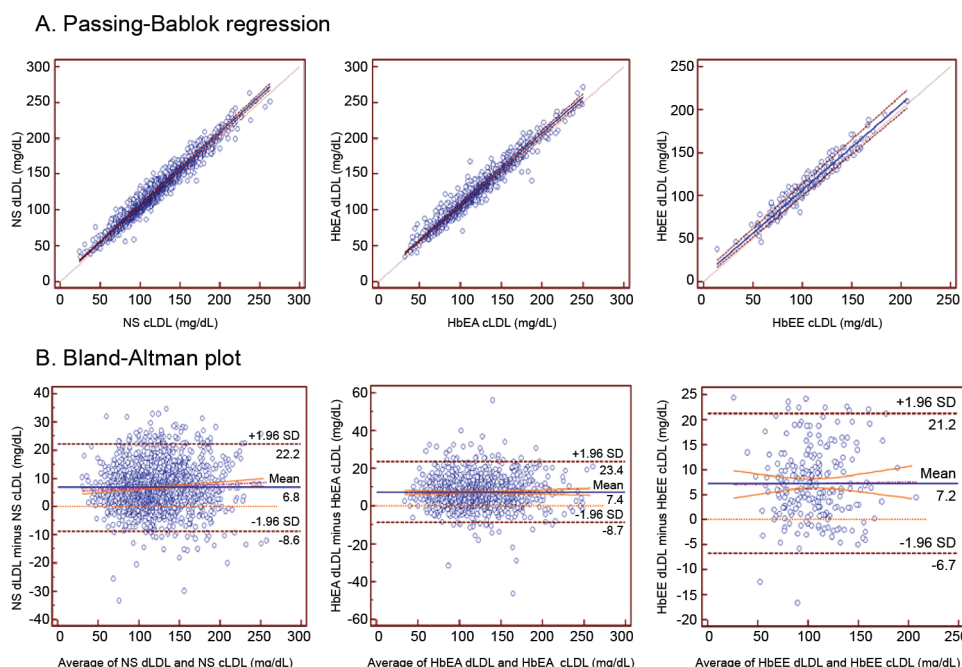 A. Passing-Bablok regression
300
250
200
150
100
50
0
NS dLDL (mg/dL)
0 50 100 150 200 250 300
NS cLDL (mg/dL)
300
250
200
150
100
50
0
HbEA dLDL (mg/dL)
0 50 100 150 200 250 300
HbEA cLDL (mg/dL)
250
200
150
100
50
0
HbEE dLDL (mg/dL)
0 50 100 150 200 250
HbEE cLDL (mg/dL)
B. Bland-Altman plot
40
30
20
10
0
-10
-20
-30
-40
NS dLDL minus NS cLDL (mg/dL)
+1.96 SD
22.2
Mean
6.8
-1.96 SD
-8.6
0 50 100 150 200 250 300
Average of NS dLDL and NS cLDL (mg/dL)
60
40
20
0
-20
-40
-60
HbEA dLDL minus HbEA cLDL (mg/dL)
+1.96 SD
23.4
Mean
7.4
-1.96 SD
-8.7
0 50 100 150 200 250 300
Average of HbEA dLDL and HbEA cLDL (mg/dL)
25
20
15
10
5
0
-5
-10
-15
-20
HbEE dLDL minus HbEE cLDL (mg/dL)
+1.96 SD
21.2
Mean
7.2
-1.96 SD
-6.7
0 50 100 150 200 250
Average of HbEE dLDL and HbEE cLDL (mg/dL)